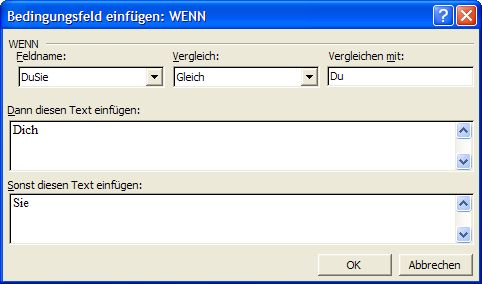 Bedingungsfeld einfügen: WENN
WENN
Feldname: Vergleich: Vergleichen mit:
DuSie Gleich Du
Dann diesen Text einfügen:
Dich
Sonst diesen Text einfügen:
Sie
OK Abbrechen